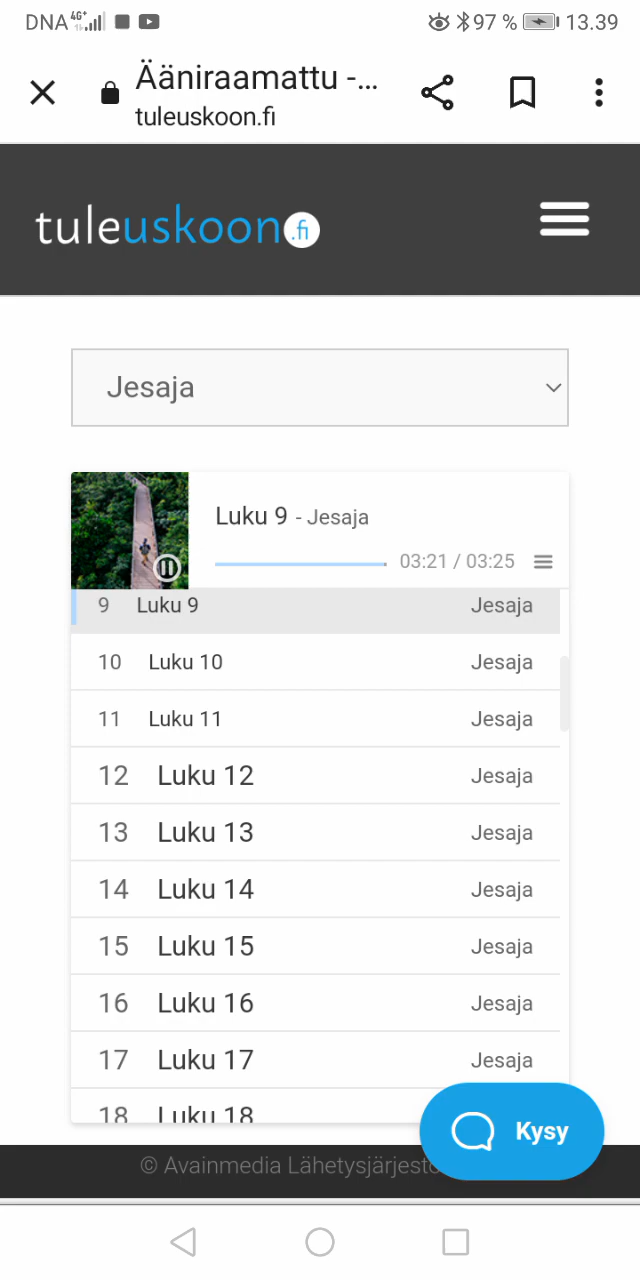 DNA 4G+ 97 % 13.39
Ääniraamattu -...
tuleuskoon.fi
tuleuskoon.fi
Jesaja
Luku 9 - Jesaja
03:21 / 03:25
9 Luku 9 Jesaja
10 Luku 10 Jesaja
11 Luku 11 Jesaja
12 Luku 12 Jesaja
13 Luku 13 Jesaja
14 Luku 14 Jesaja
15 Luku 15 Jesaja
16 Luku 16 Jesaja
17 Luku 17 Jesaja
18 Luku 18
Kysy
© Avainmedia Lähetysjärjestö